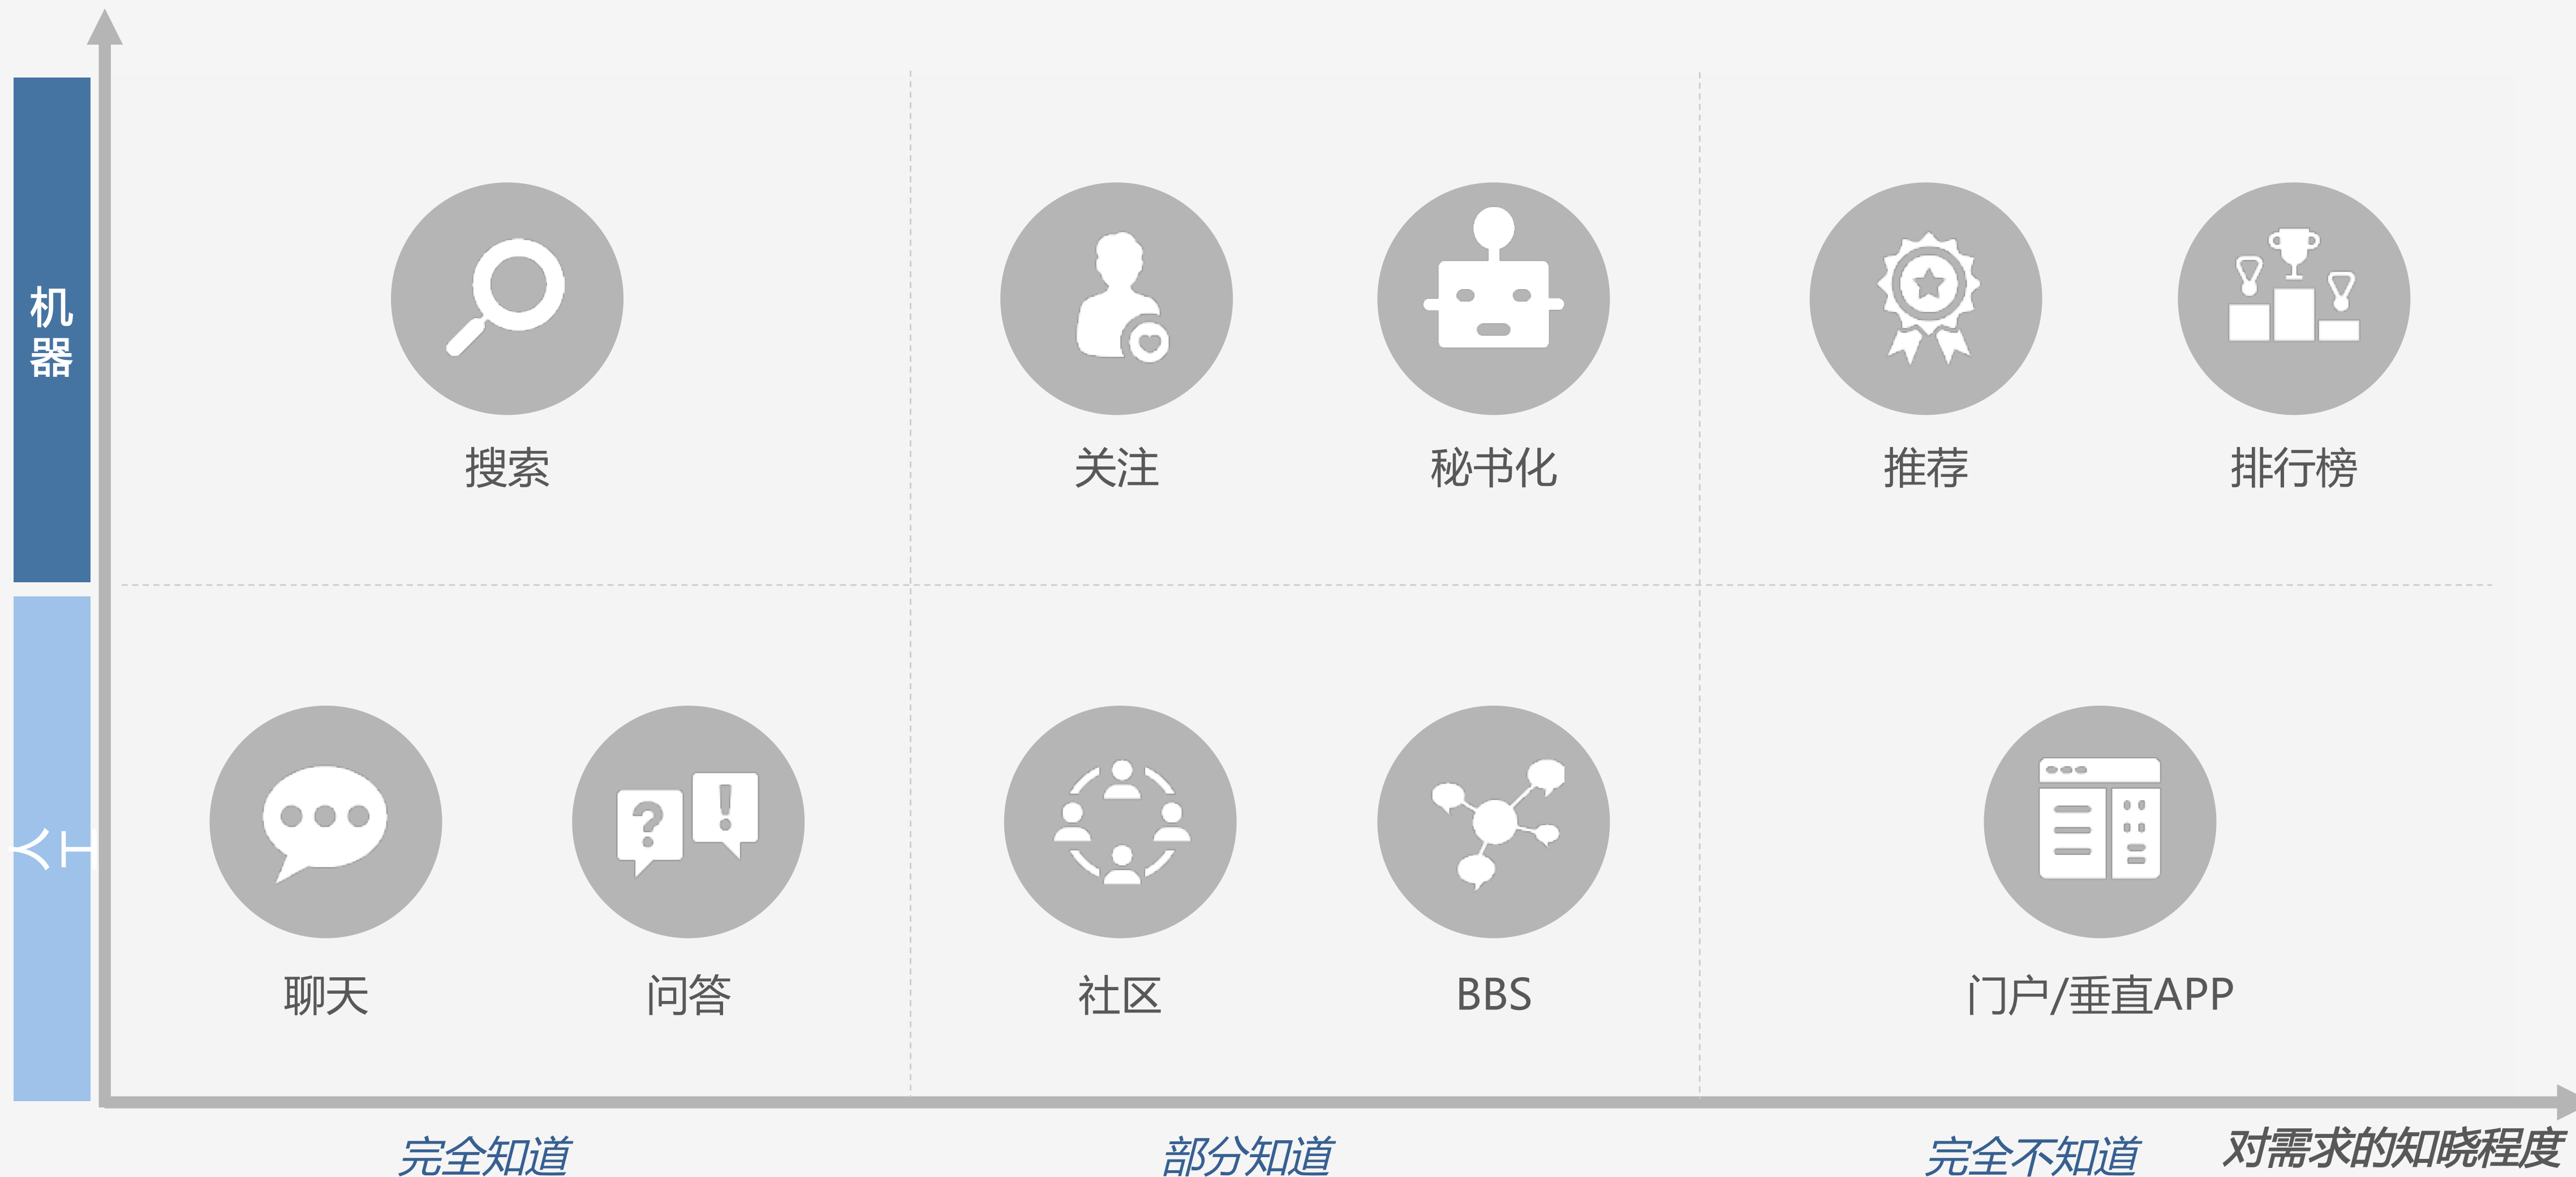 机器
搜索
关注
秘书化
推荐
排行榜
人工
聊天
问答
社区
BBS
门户/垂直APP
完全知道
部分知道
完全不知道
对需求的知晓程度